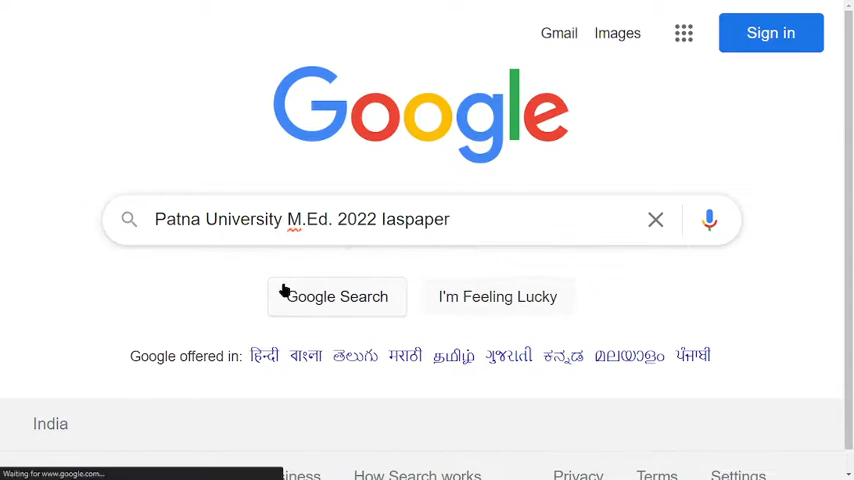 Gmail Images Sign in
Google
Patna University M.Ed. 2022 Iaspaper
Google Search I'm Feeling Lucky
Google offered in: हिन्दी বাংলা తెలుగు मराठी தமிழ் ગુજરાતી ಕನ್ನಡ മലയാളം ਪੰਜਾਬੀ
India
Waiting for www.google.com...
How Search works Privacy Terms Settings